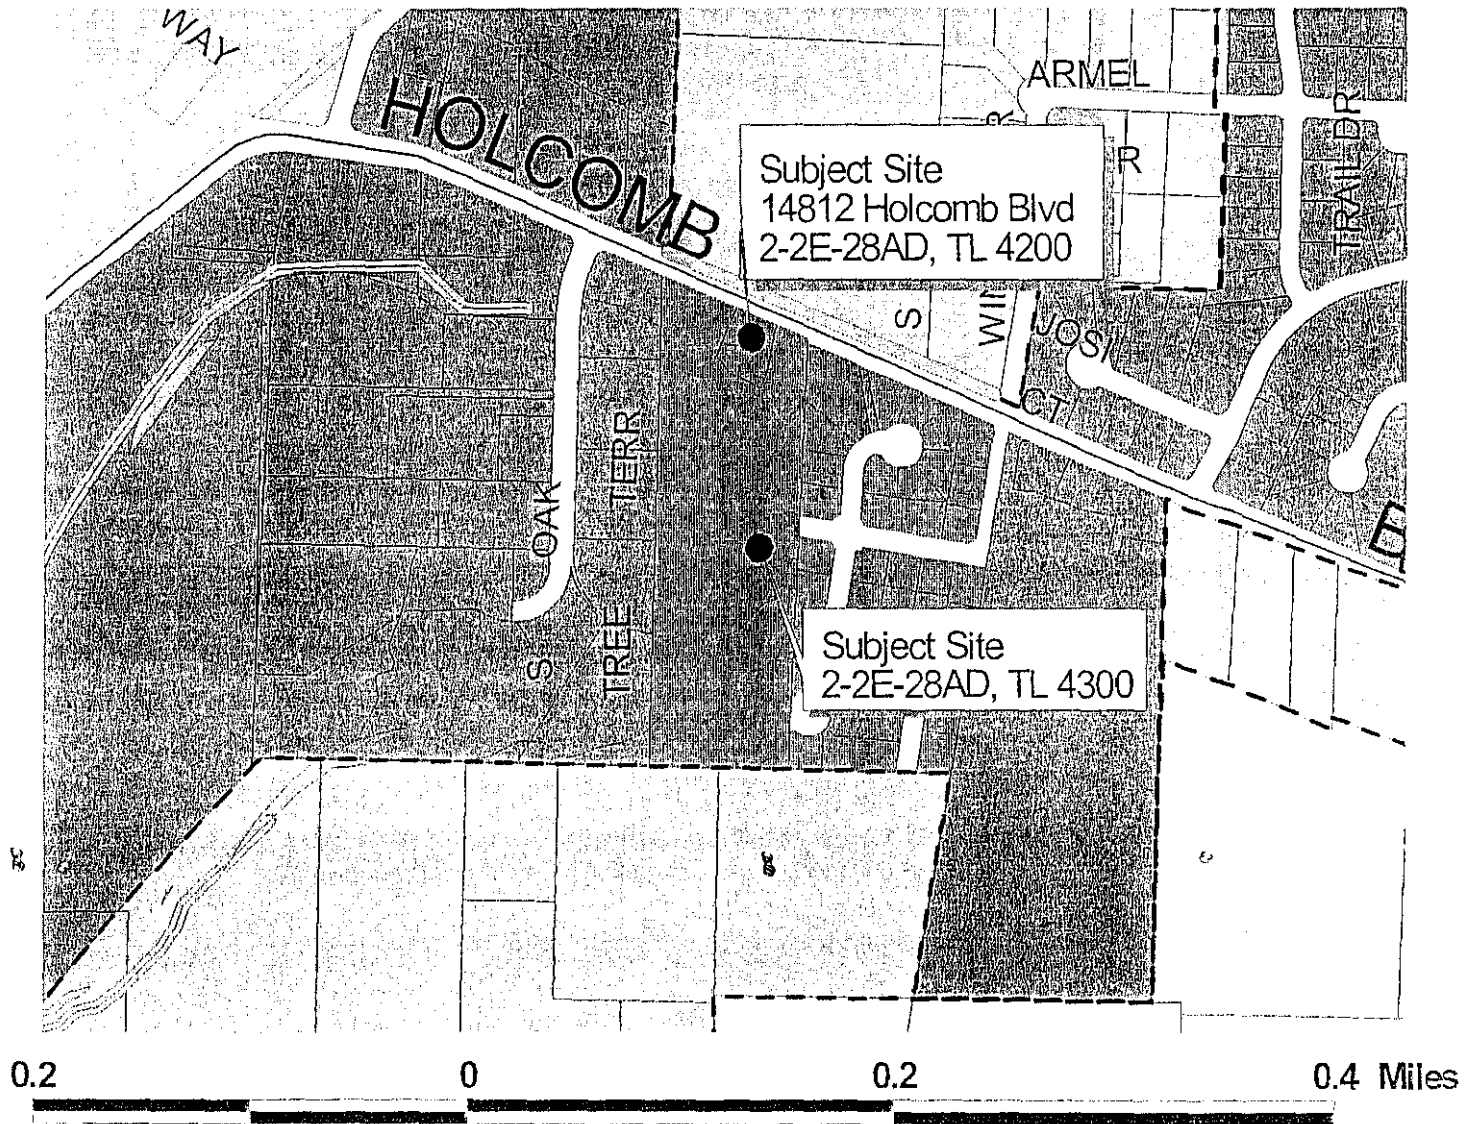 WAY
HOLCOMB
ARMEL
R
R
TRAIL DR
Subject Site
14812 Holcomb Blvd
2-2E-28AD, TL 4200
S
WIN
JOSI
CT
OAK
TERR
S
TREE
Subject Site
2-2E-28AD, TL 4300
0.2 0 0.2 0.4 Miles